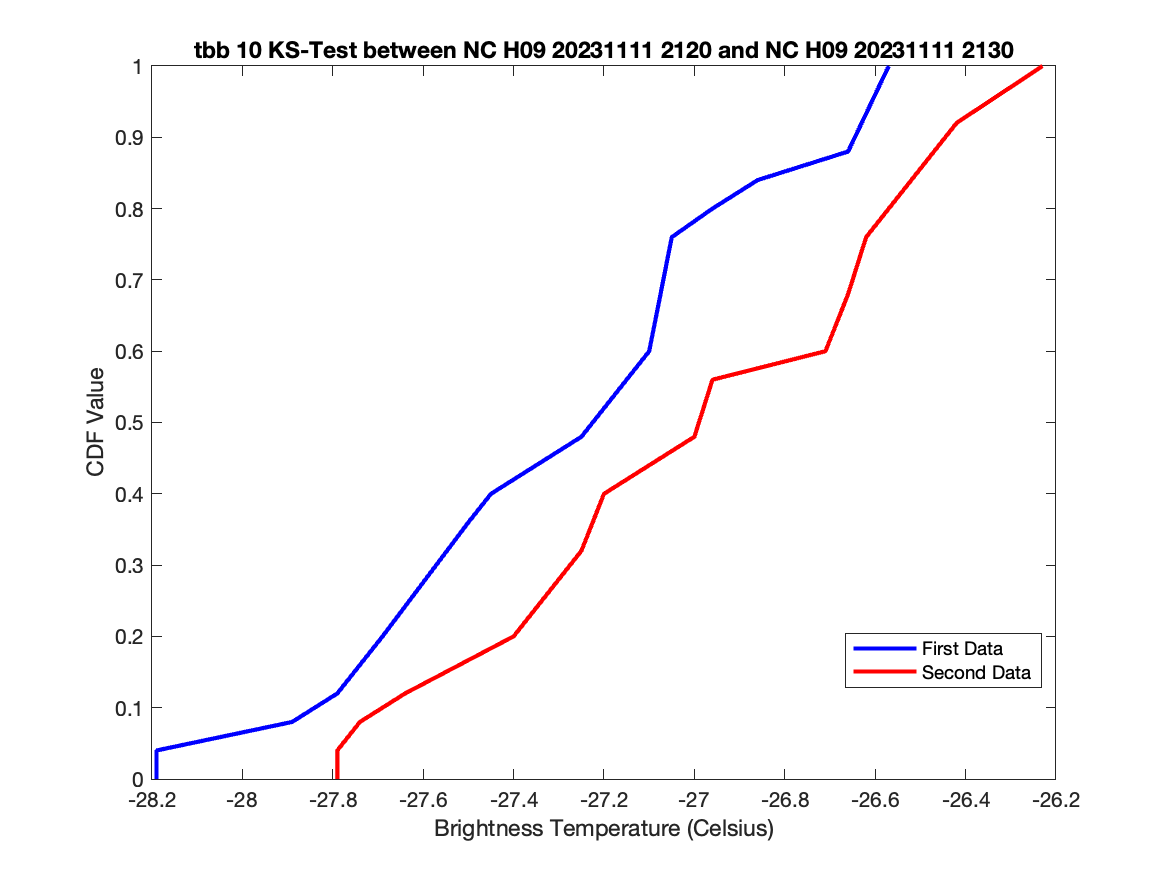 tbb 10 KS-Test between NC H09 20231111 2120 and NC H09 20231111 2130
1
0.9
0.8
0.7
0.6
0.5
0.4
0.3
0.2
0.1
0
CDF Value
First Data
Second Data
-28.2 -28 -27.8 -27.6 -27.4 -27.2 -27 -26.8 -26.6 -26.4 -26.2
Brightness Temperature (Celsius)